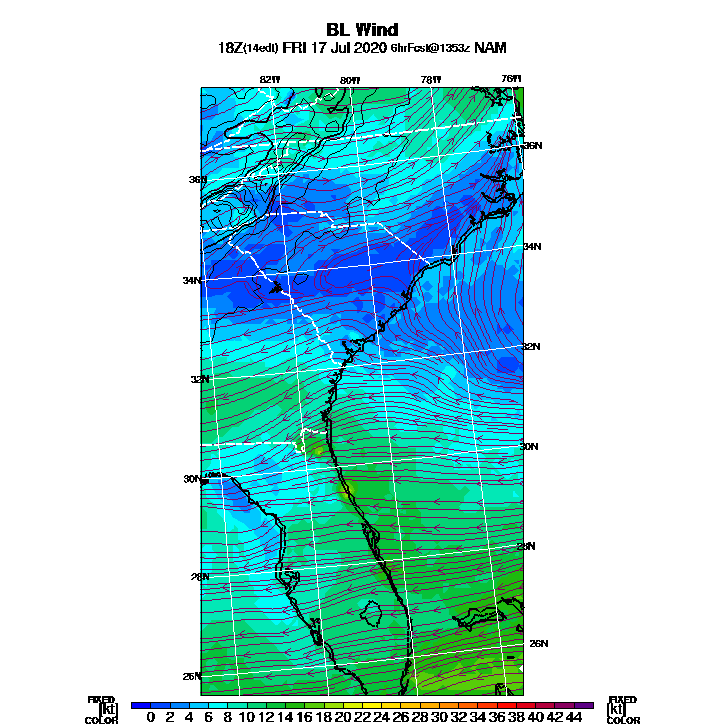 BL Wind
18Z(14edt) FRI 17 Jul 2020 6hrFcst@1353z NAM
82W 80W 78W 76W
36N
36N
34N
34N
32N
32N
30N
30N
28N
28N
26N
26N
FIXED FIXED
[kt] 0 2 4 6 8 10 12 14 16 18 20 22 24 26 28 30 32 34 36 38 40 42 44 [kt]
COLOR COLOR